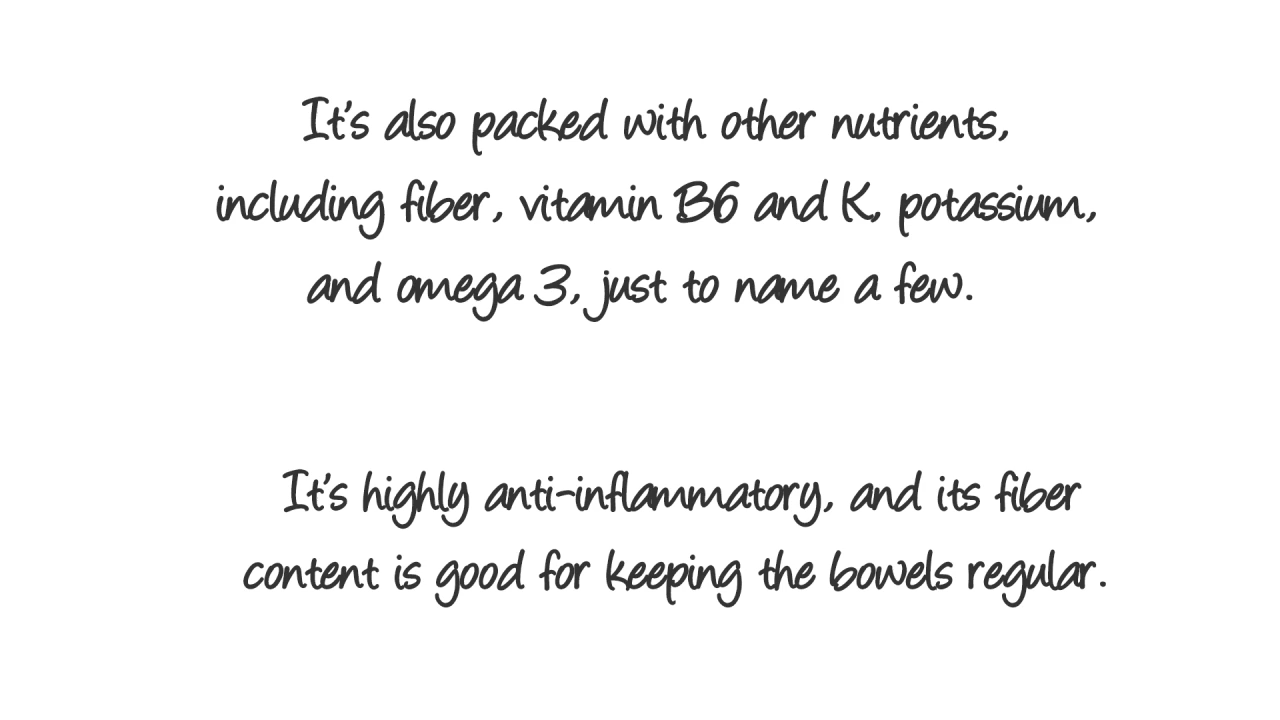 It's also packed with other nutrients,
including fiber, vitamin B6 and K, potassium,
and omega 3, just to name a few.
It's highly anti-inflammatory, and its fiber
content is good for keeping the bowels regular.